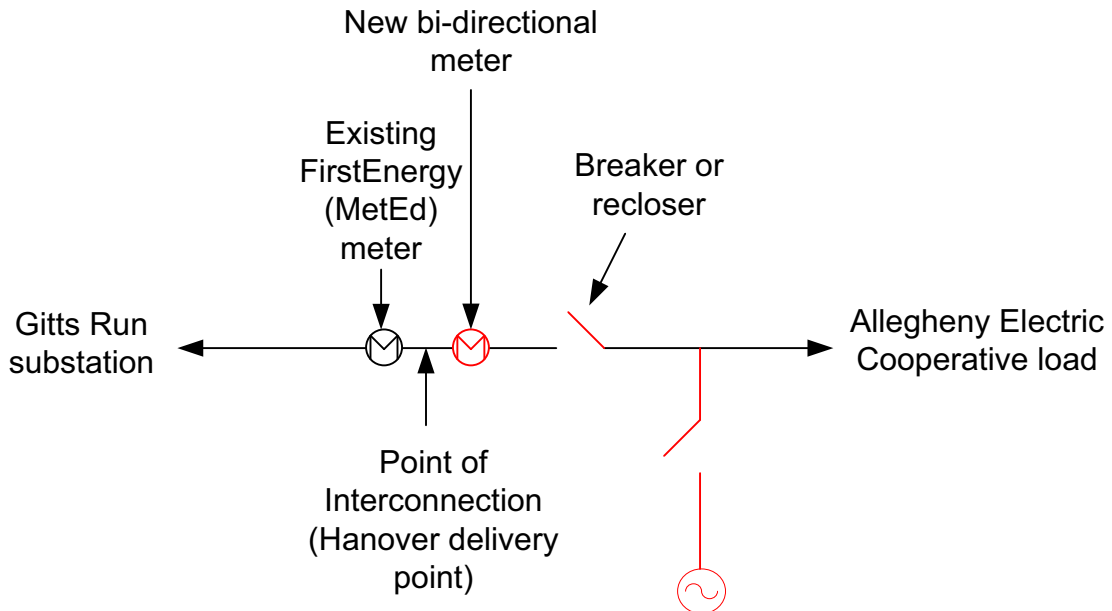 New bi-directional
meter
Existing
FirstEnergy
(MetEd)
meter
Breaker or
recloser
Gitts Run
substation
Allegheny Electric
Cooperative load
Point of
Interconnection
(Hanover delivery
point)